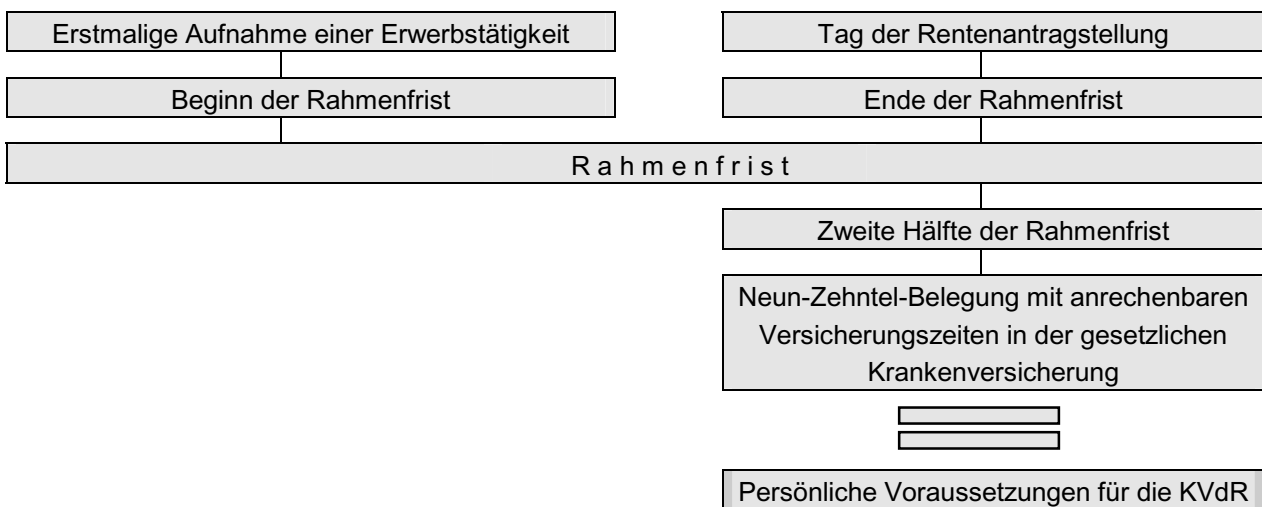 Erstmalige Aufnahme einer Erwerbstätigkeit
Tag der Rentenantragstellung
Beginn der Rahmenfrist
Ende der Rahmenfrist
R a h m e n f r i s t
Zweite Hälfte der Rahmenfrist
Neun-Zehntel-Belegung mit anrechenbaren
Versicherungszeiten in der gesetzlichen
Krankenversicherung
Persönliche Voraussetzungen für die KVdR